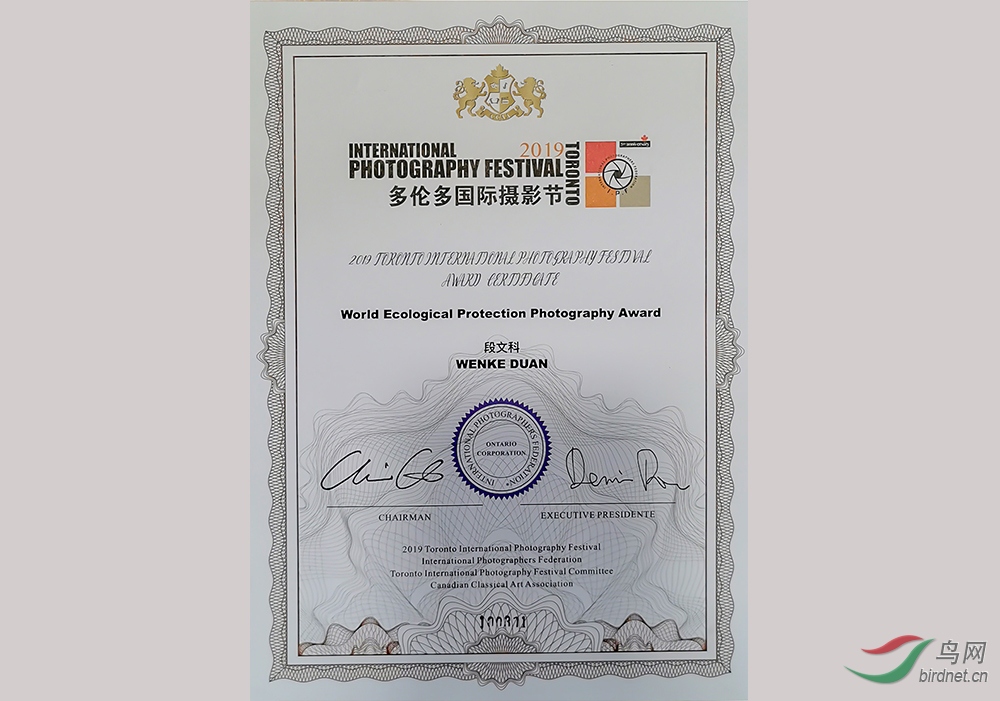 INTERNATIONAL 2019
PHOTOGRAPHY FESTIVAL
TORONTO
多伦多国际摄影节
2019 TORONTO INTERNATIONAL PHOTOGRAPHY FESTIVAL
AWARD CERTIFICATE
World Ecological Protection Photography Award
段文科
WENKE DUAN
INTERNATIONAL PHOTOGRAPHERS FEDERATION
ONTARIO
CORPORATION
CHAIRMAN
EXECUTIVE PRESIDENTE
2019 Toronto International Photography Festival
International Photographers Federation
Toronto International Photography Festival Committee
Canadian Classical Art Association
鸟网
birdnet.cn